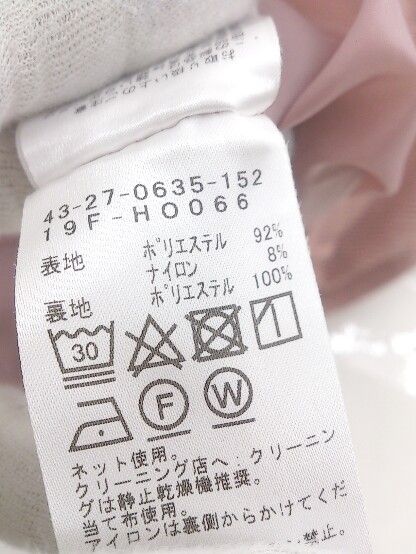 43-27-0635-152
19F-H0066
表地 ポリエステル 92%
ナイロン 8%
裏地 ポリエステル 100%
30
F W
ネット使用。
クリーニング店へ:クリーニン
グは静止乾燥機推奨。
当て布使用。
アイロンは裏側からかけてくだ
禁止。